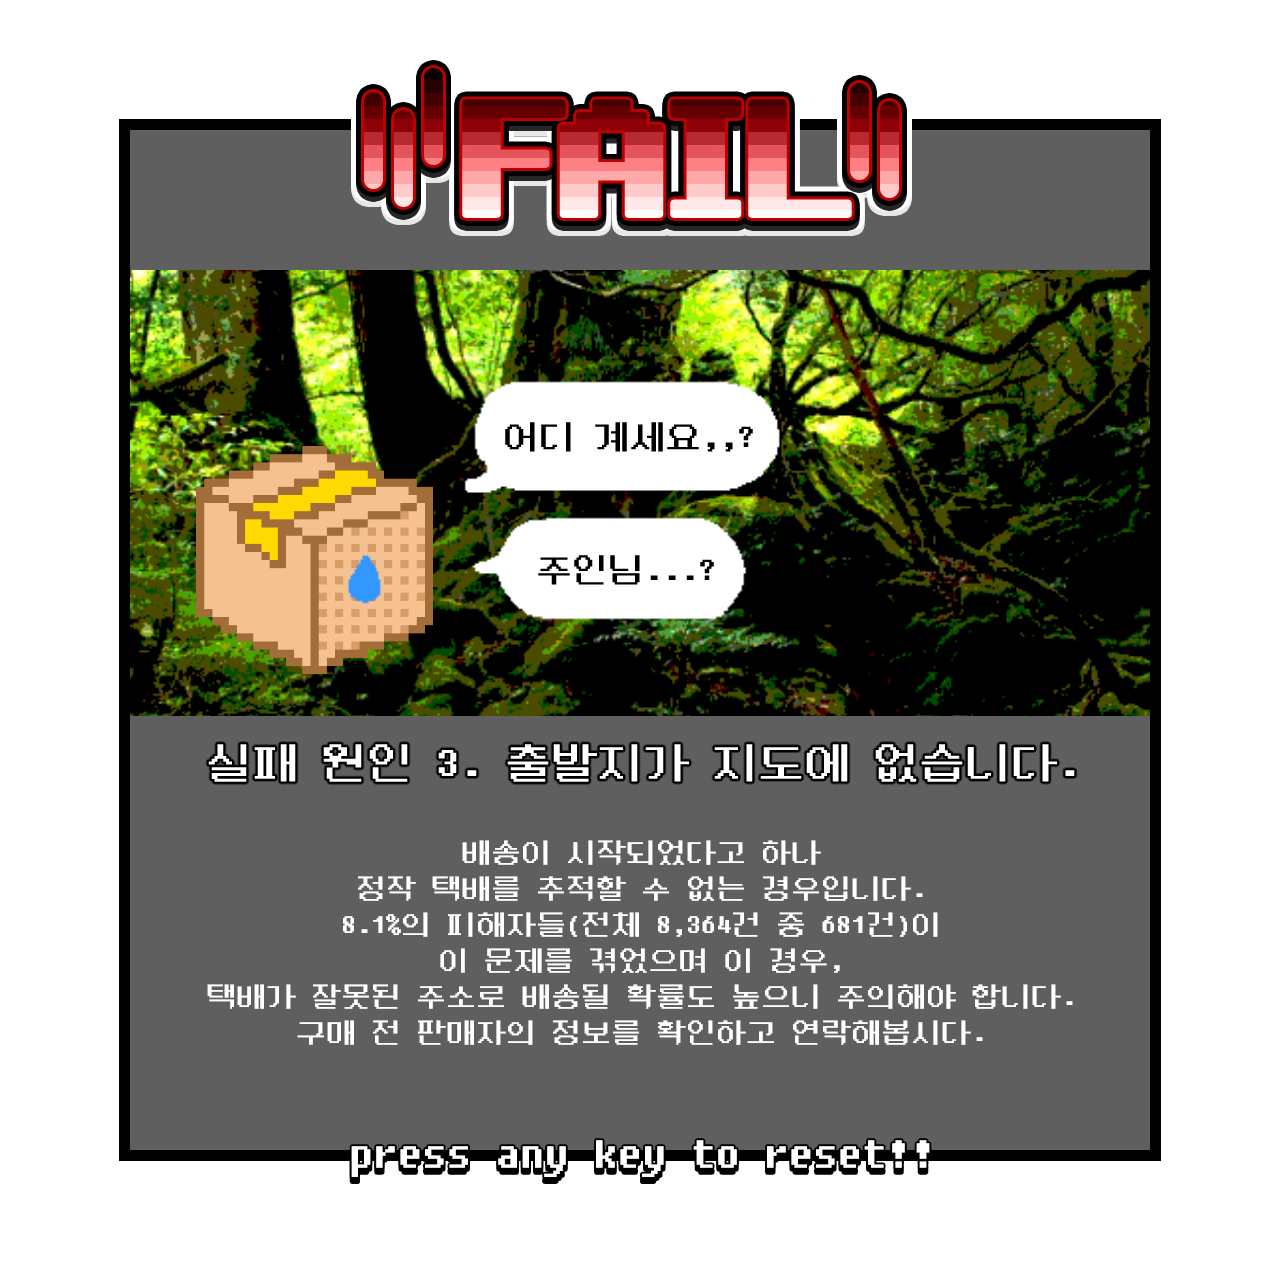 FAIL
어디 계세요,,?
주인님...?
실패 원인 3. 출발지가 지도에 없습니다.
배송이 시작되었다고 하나
정작 택배를 추적할 수 없는 경우입니다.
8.1%의 피해자들(전체 8,364건 중 681건)이
이 문제를 겪었으며 이 경우,
택배가 잘못된 주소로 배송될 확률도 높으니 주의해야 합니다.
구매 전 판매자의 정보를 확인하고 연락해봅시다.
press any key to reset!!